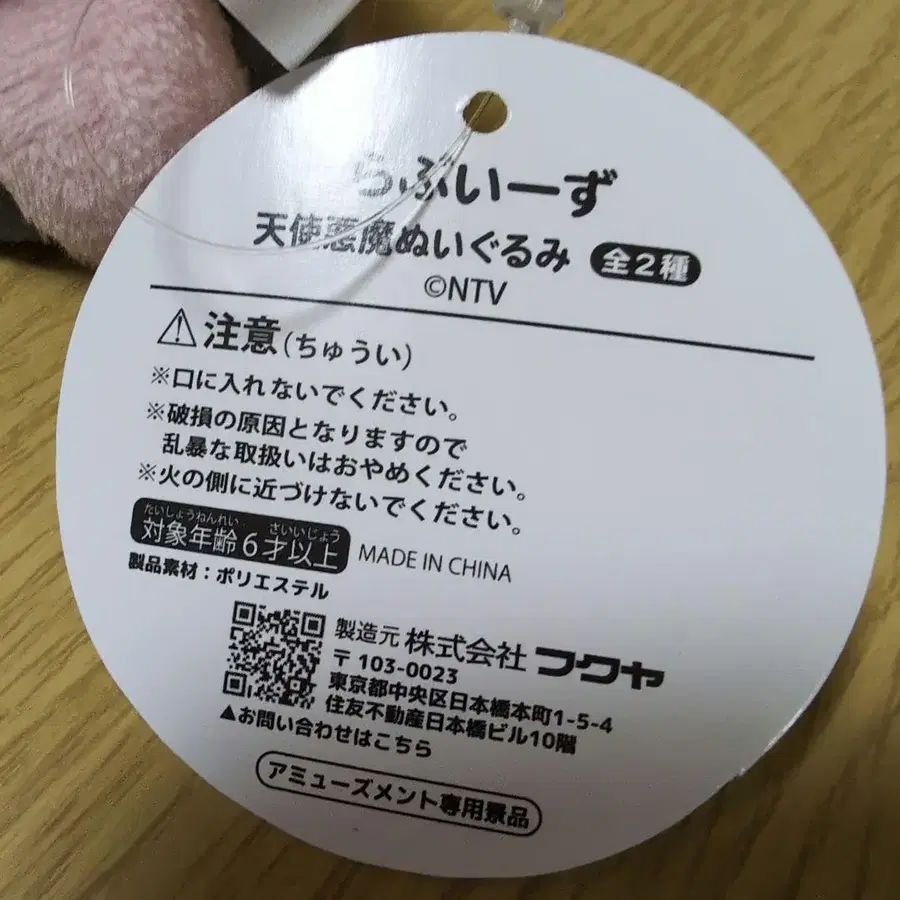 らぶいーず
天使悪魔ぬいぐるみ 全2種
©NTV
⚠注意(ちゅうい)
※口に入れないでください。
※破損の原因となりますので
乱暴な取扱いはおやめください。
※火の側に近づけないでください。
たいしょうねんれい さいいじょう
対象年齢6才以上 MADE IN CHINA
製品素材：ポリエステル
製造元 株式会社 フクヤ
〒103-0023
東京都中央区日本橋本町1-5-4
住友不動産日本橋ビル10階
▲お問い合わせはこちら
アミューズメント専用景品